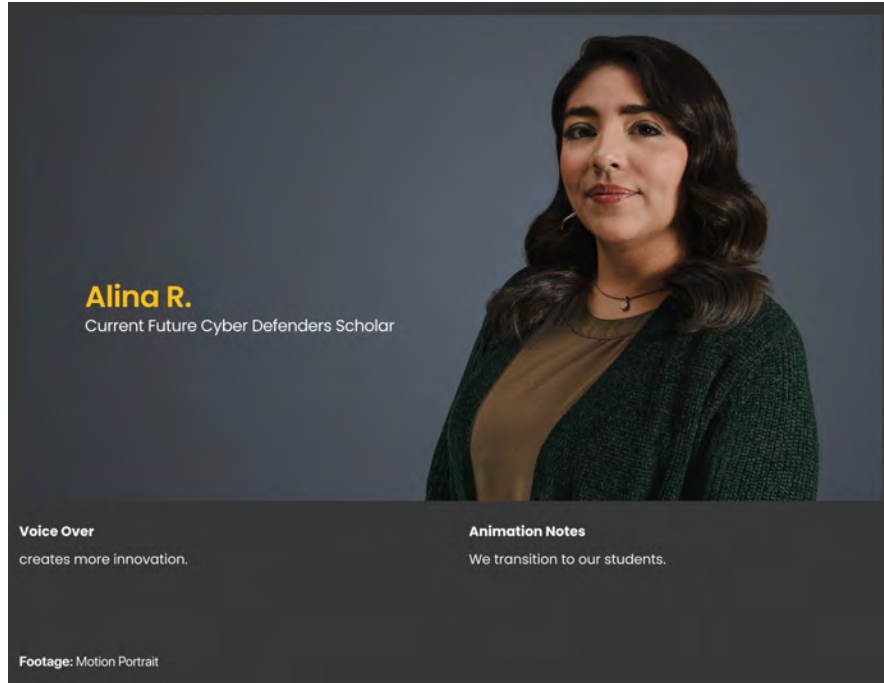 Alina R.
Current Future Cyber Defenders Scholar
Voice Over
creates more innovation.
Animation Notes
We transition to our students.
Footage: Motion Portrait